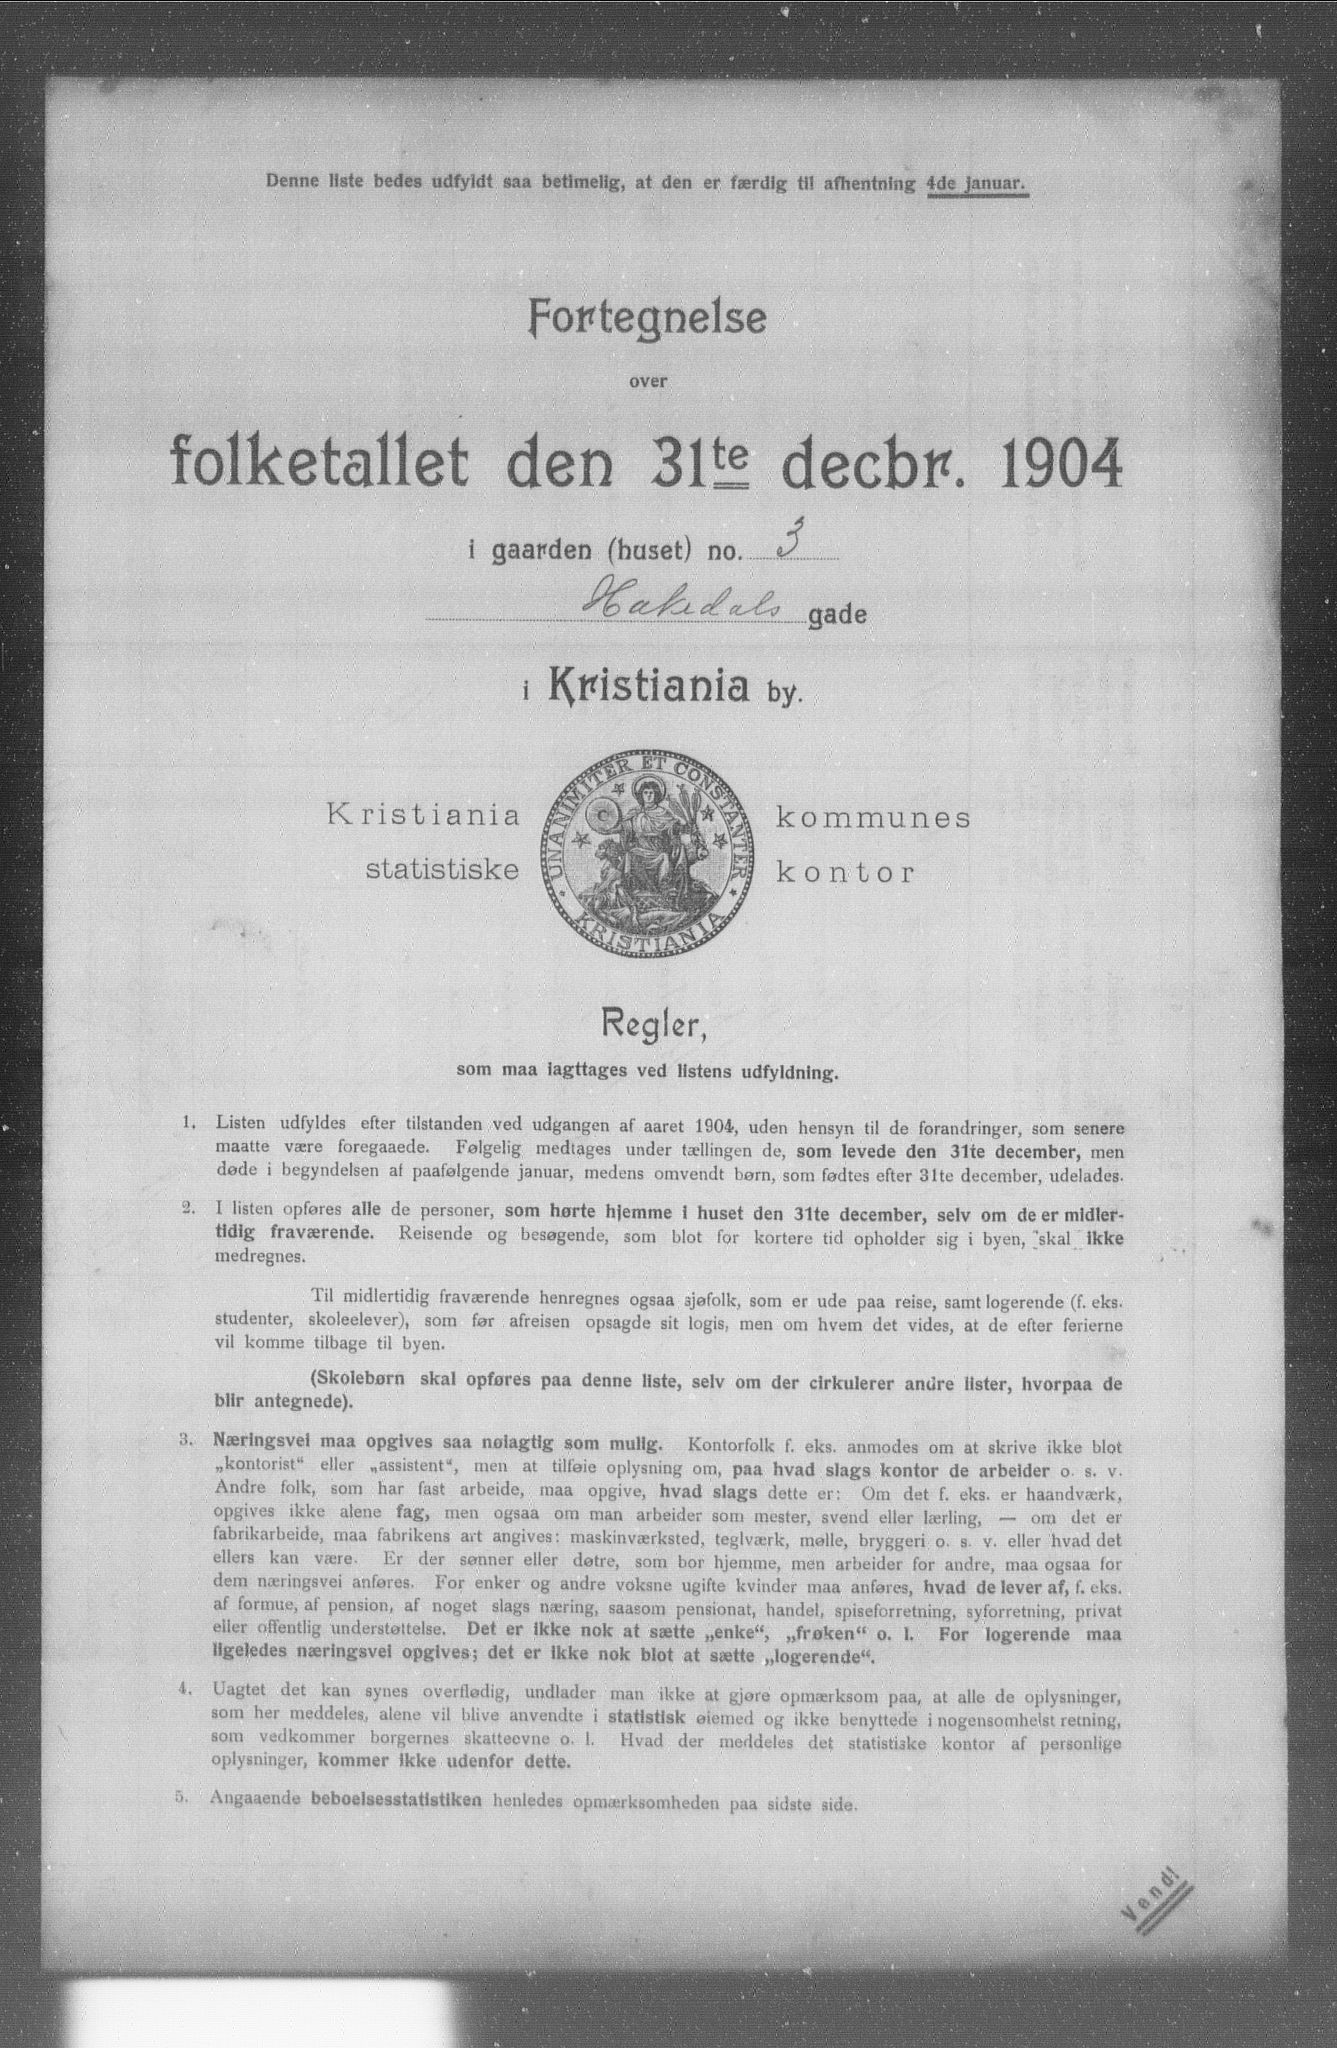 Denne liste bedes udfyldt saa betimelig, at den er færdig til afhentning 4de januar.
Fortegnelse
over
folketallet den 31te decbr. 1904
i gaarden (huset) no. 3
Hakedals gade
i Kristiania by.
Kristiania kommunes
statistiske kontor
UNANIMITER ET CONSTANTER
KRISTIANIA
Regler,
som maa iagttages ved listens udfyldning.
1. Listen udfyldes efter tilstanden ved udgangen af aaret 1904, uden hensyn til de forandringer, som senere
maatte være foregaaede. Følgelig medtages under tællingen de, som levede den 31te december, men
døde i begyndelsen af paafølgende januar, medens omvendt børn, som fødtes efter 31te december, udelades.
2. I listen opføres alle de personer, som hørte hjemme i huset den 31te december, selv om de er midler-
tidig fraværende. Reisende og besøgende, som blot for kortere tid opholder sig i byen, skal ikke
medregnes.
Til midlertidig fraværende henregnes ogsaa sjøfolk, som er ude paa reise, samt logerende (f. eks.
studenter, skoleelever), som før afreisen opsagde sit logis, men om hvem det vides, at de efter ferierne
vil komme tilbage til byen.
(Skolebørn skal opføres paa denne liste, selv om der cirkulerer andre lister, hvorpaa de
blir antegnede).
3. Næringsvei maa opgives saa nøiagtig som mulig. Kontorfolk f. eks. anmodes om at skrive ikke blot
„kontorist“ eller „assistent“, men at tilføie oplysning om, paa hvad slags kontor de arbeider o. s. v.
Andre folk, som har fast arbeide, maa opgive, hvad slags dette er: Om det f. eks. er haandværk,
opgives ikke alene fag, men ogsaa om man arbeider som mester, svend eller lærling, — om det er
fabrikarbeide, maa fabrikens art angives: maskinværksted, teglværk, mølle, bryggeri o. s. v. eller hvad det
ellers kan være. Er der sønner eller døtre, som bor hjemme, men arbeider for andre, maa ogsaa for
dem næringsvei anføres. For enker og andre voksne ugifte kvinder maa anføres, hvad de lever af, f. eks.
af formue, af pension, af noget slags næring, saasom pensionat, handel, spiseforretning, syforretning, privat
eller offentlig understøttelse. Det er ikke nok at sætte „enke“, „frøken“ o. l. For logerende maa
ligeledes næringsvei opgives; det er ikke nok blot at sætte „logerende“.
4. Uagtet det kan synes overflødig, undlader man ikke at gjøre opmærksom paa, at alle de oplysninger,
som her meddeles, alene vil blive anvendte i statistisk øiemed og ikke benyttede i nogensomhelst retning,
som vedkommer borgernes skatteevne o. l. Hvad der meddeles det statistiske kontor af personlige
oplysninger, kommer ikke udenfor dette.
5. Angaaende beboelsesstatistiken henledes opmærksomheden paa sidste side.
Vend!